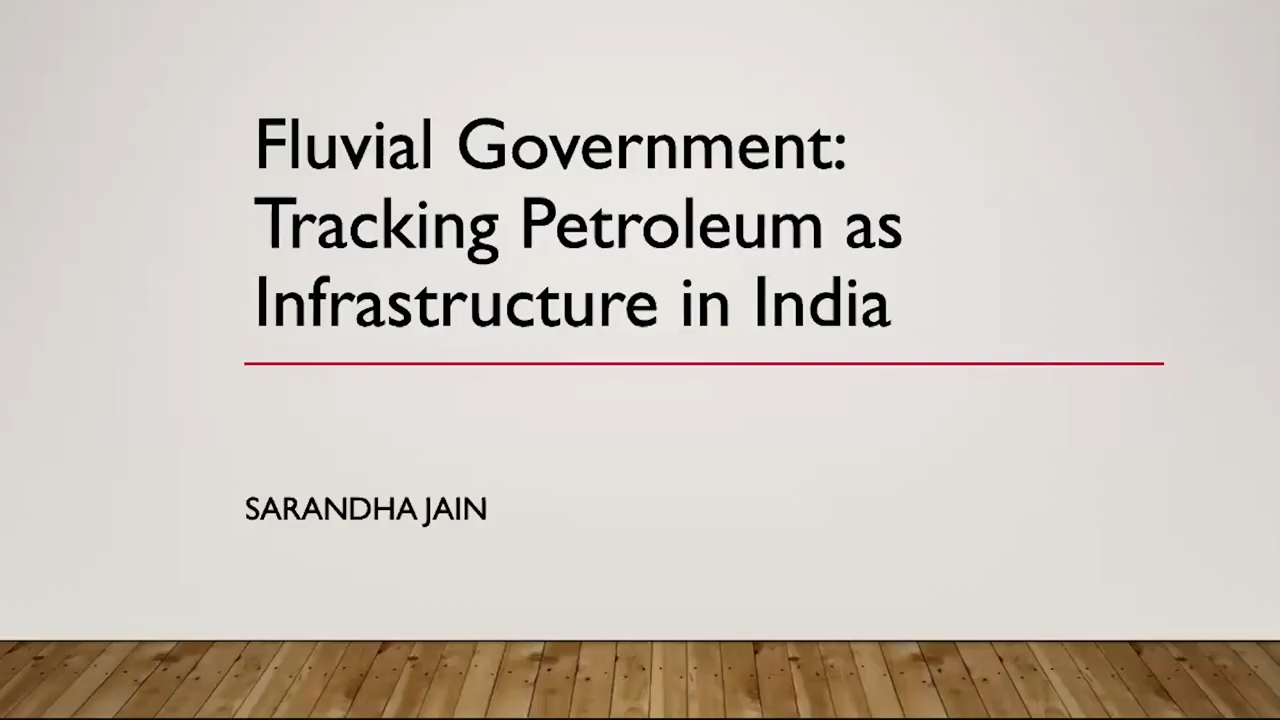 Fluvial Government:
Tracking Petroleum as
Infrastructure in India
SARANDHA JAIN